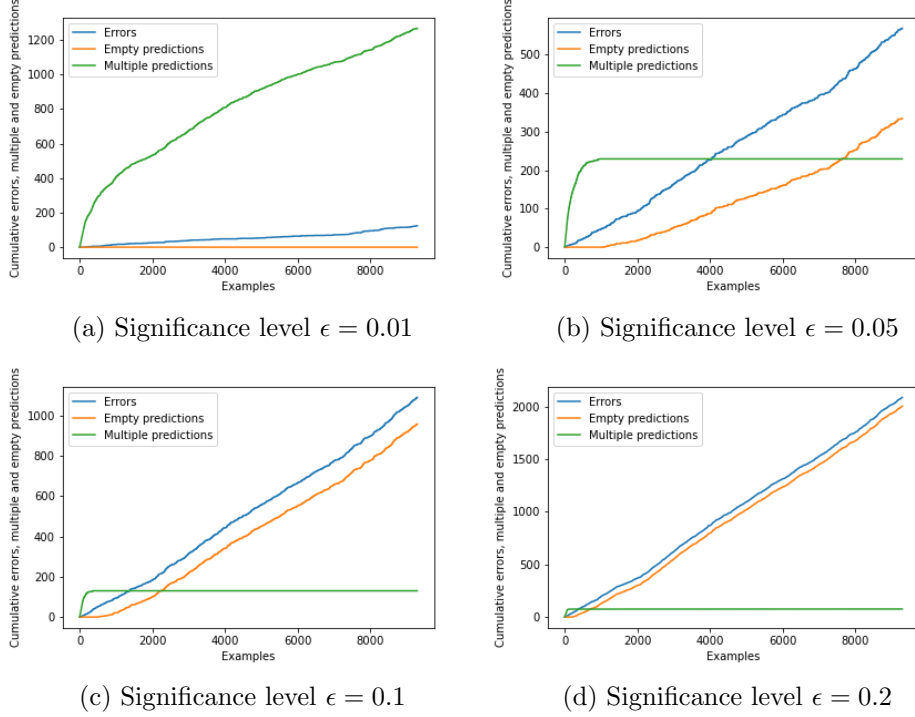 Cumulative errors, multiple and empty predictions
1200
1000
800
600
400
200
0
Errors
Empty predictions
Multiple predictions
0 2000 4000 6000 8000
Examples
(a) Significance level ϵ = 0.01
Cumulative errors, multiple and empty predictions
500
400
300
200
100
0
Errors
Empty predictions
Multiple predictions
0 2000 4000 6000 8000
Examples
(b) Significance level ϵ = 0.05
Cumulative errors, multiple and empty predictions
1000
800
600
400
200
0
Errors
Empty predictions
Multiple predictions
0 2000 4000 6000 8000
Examples
(c) Significance level ϵ = 0.1
Cumulative errors, multiple and empty predictions
2000
1500
1000
500
0
Errors
Empty predictions
Multiple predictions
0 2000 4000 6000 8000
Examples
(d) Significance level ϵ = 0.2